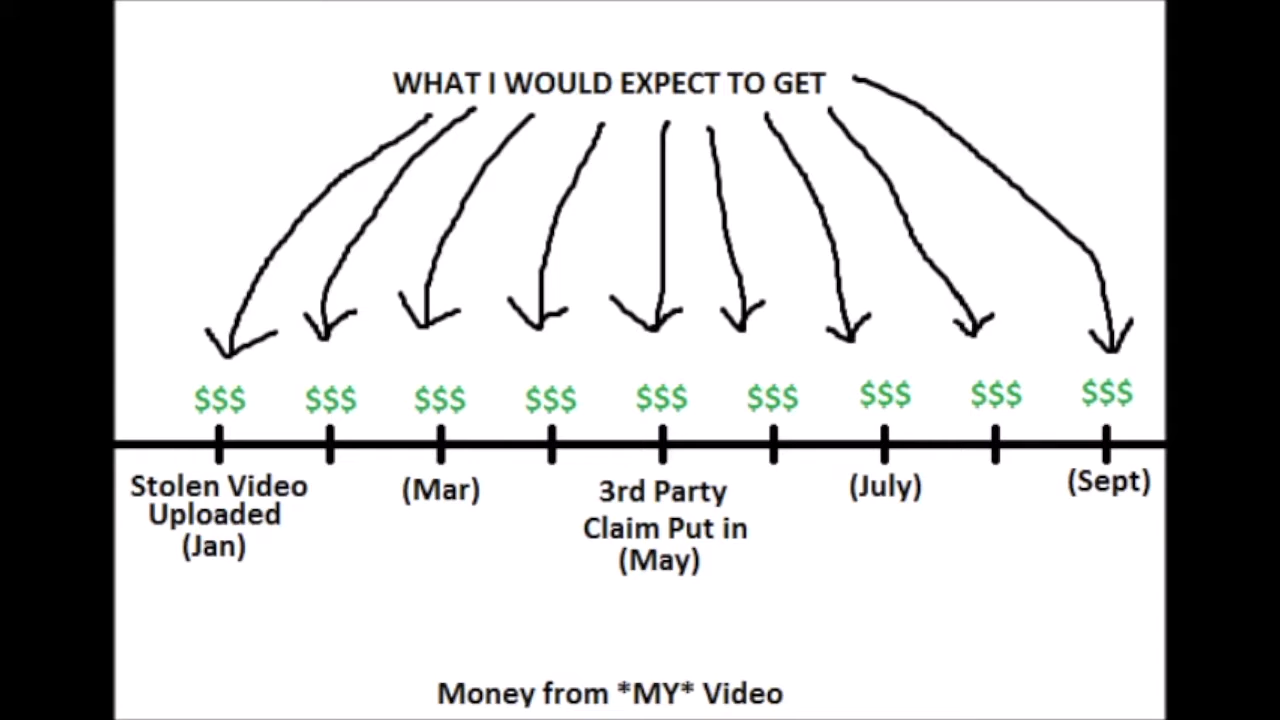 WHAT I WOULD EXPECT TO GET
$$$ $$$ $$$ $$$ $$$ $$$ $$$ $$$ $$$
Stolen Video
Uploaded
(Jan)
(Mar)
3rd Party
Claim Put in
(May)
(July)
(Sept)
Money from *MY* Video